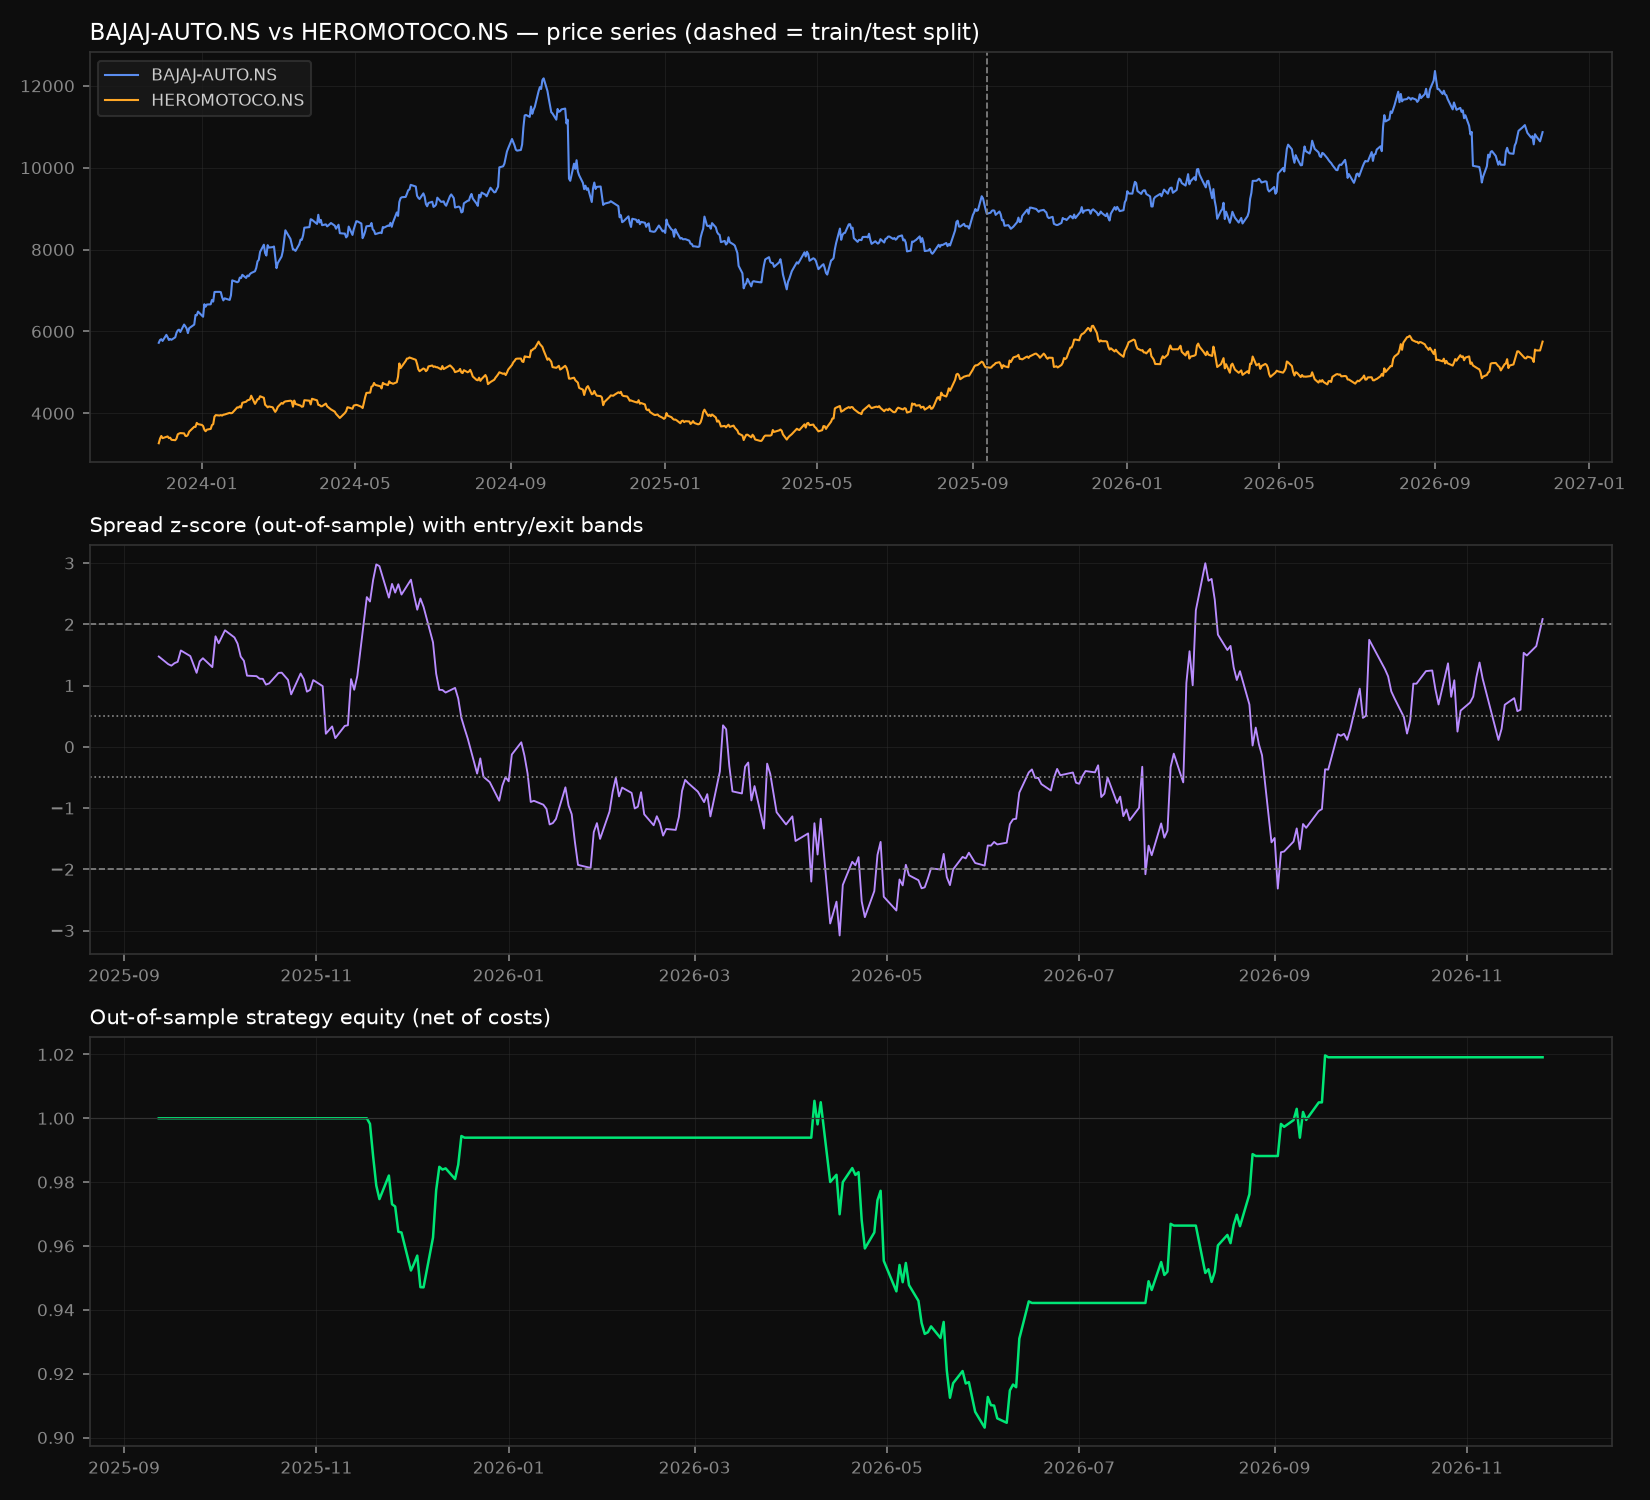 BAJAJ-AUTO.NS vs HEROMOTOCO.NS — price series (dashed = train/test split)
BAJAJ-AUTO.NS
HEROMOTOCO.NS
12000
10000
8000
6000
4000
2024-01 2024-05 2024-09 2025-01 2025-05 2025-09 2026-01 2026-05 2026-09 2027-01
Spread z-score (out-of-sample) with entry/exit bands
3
2
1
0
−1
−2
−3
2025-09 2025-11 2026-01 2026-03 2026-05 2026-07 2026-09 2026-11
Out-of-sample strategy equity (net of costs)
1.02
1.00
0.98
0.96
0.94
0.92
0.90
2025-09 2025-11 2026-01 2026-03 2026-05 2026-07 2026-09 2026-11